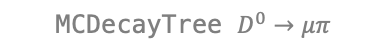 MCDecayTree D⁰ → μπ